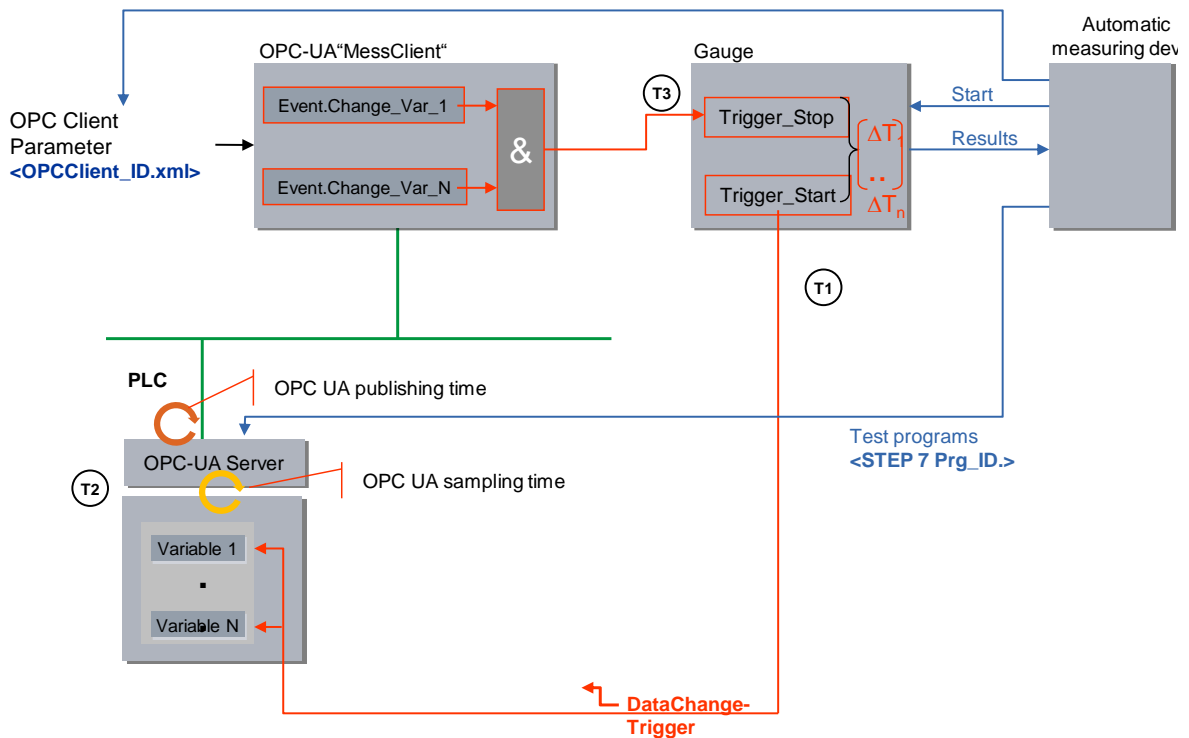 Automatic
measuring dev
OPC-UA“MessClient“
Gauge
Event.Change_Var_1
T3
Trigger_Stop
Start
OPC Client
Parameter
<OPCClient_ID.xml>
&
ΔT1
Results
..
Event.Change_Var_N
Trigger_Start
ΔTn
T1
PLC
OPC UA publishing time
Test programs
<STEP 7 Prg_ID.>
OPC-UA Server
OPC UA sampling time
T2
Variable 1
.
.
Variable N
DataChange-
Trigger